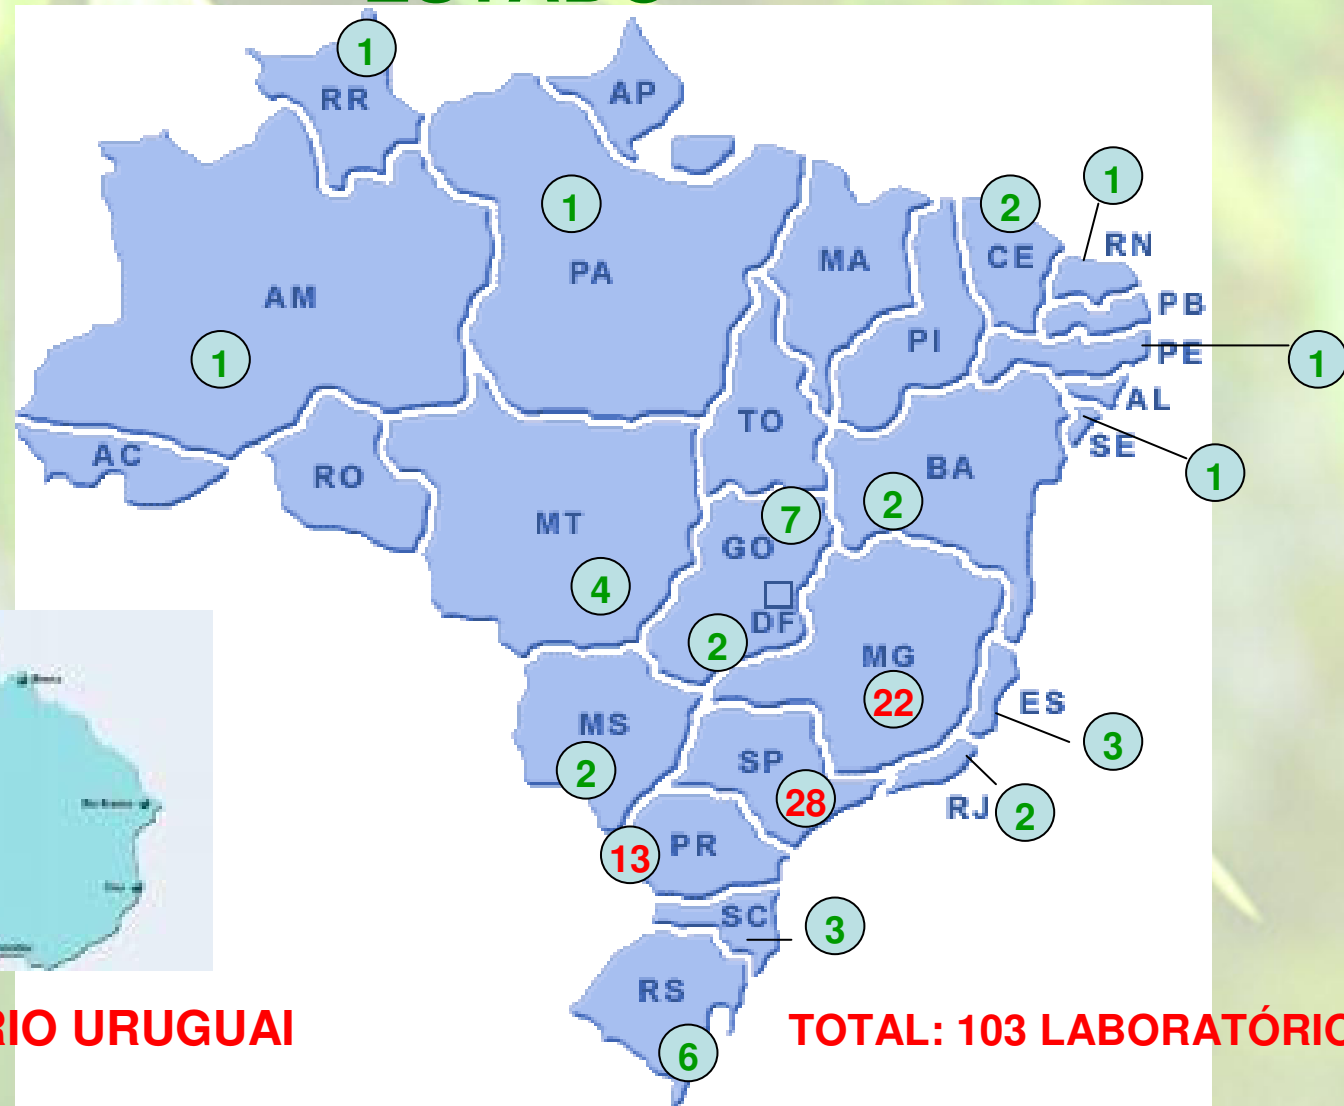 1
RR
AP
1
1
2
RN
CE
MA
PA
AM
PB
PI
PE
1
1
AL
TO
SE
AC
BA
1
RO
2
7
MT
GO
4
DF
2
MG
22
ES
MS
3
SP
2
28
RJ
2
PR
13
SC
3
RS
RIO URUGUAI
TOTAL: 103 LABORATÓRIO
6